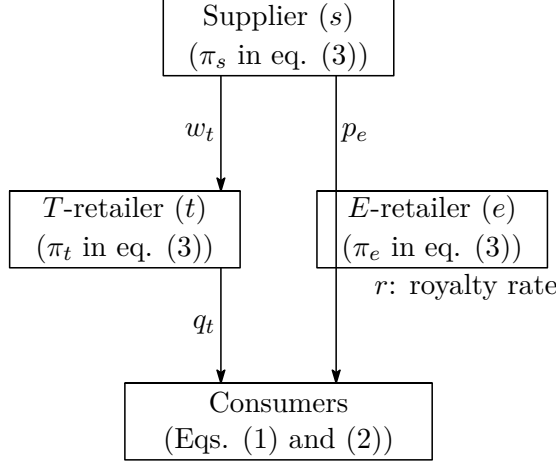 Supplier (s)
(π_s in eq. (3))
w_t
p_e
T-retailer (t)
(π_t in eq. (3))
E-retailer (e)
(π_e in eq. (3))
r: royalty rate
q_t
Consumers
(Eqs. (1) and (2))